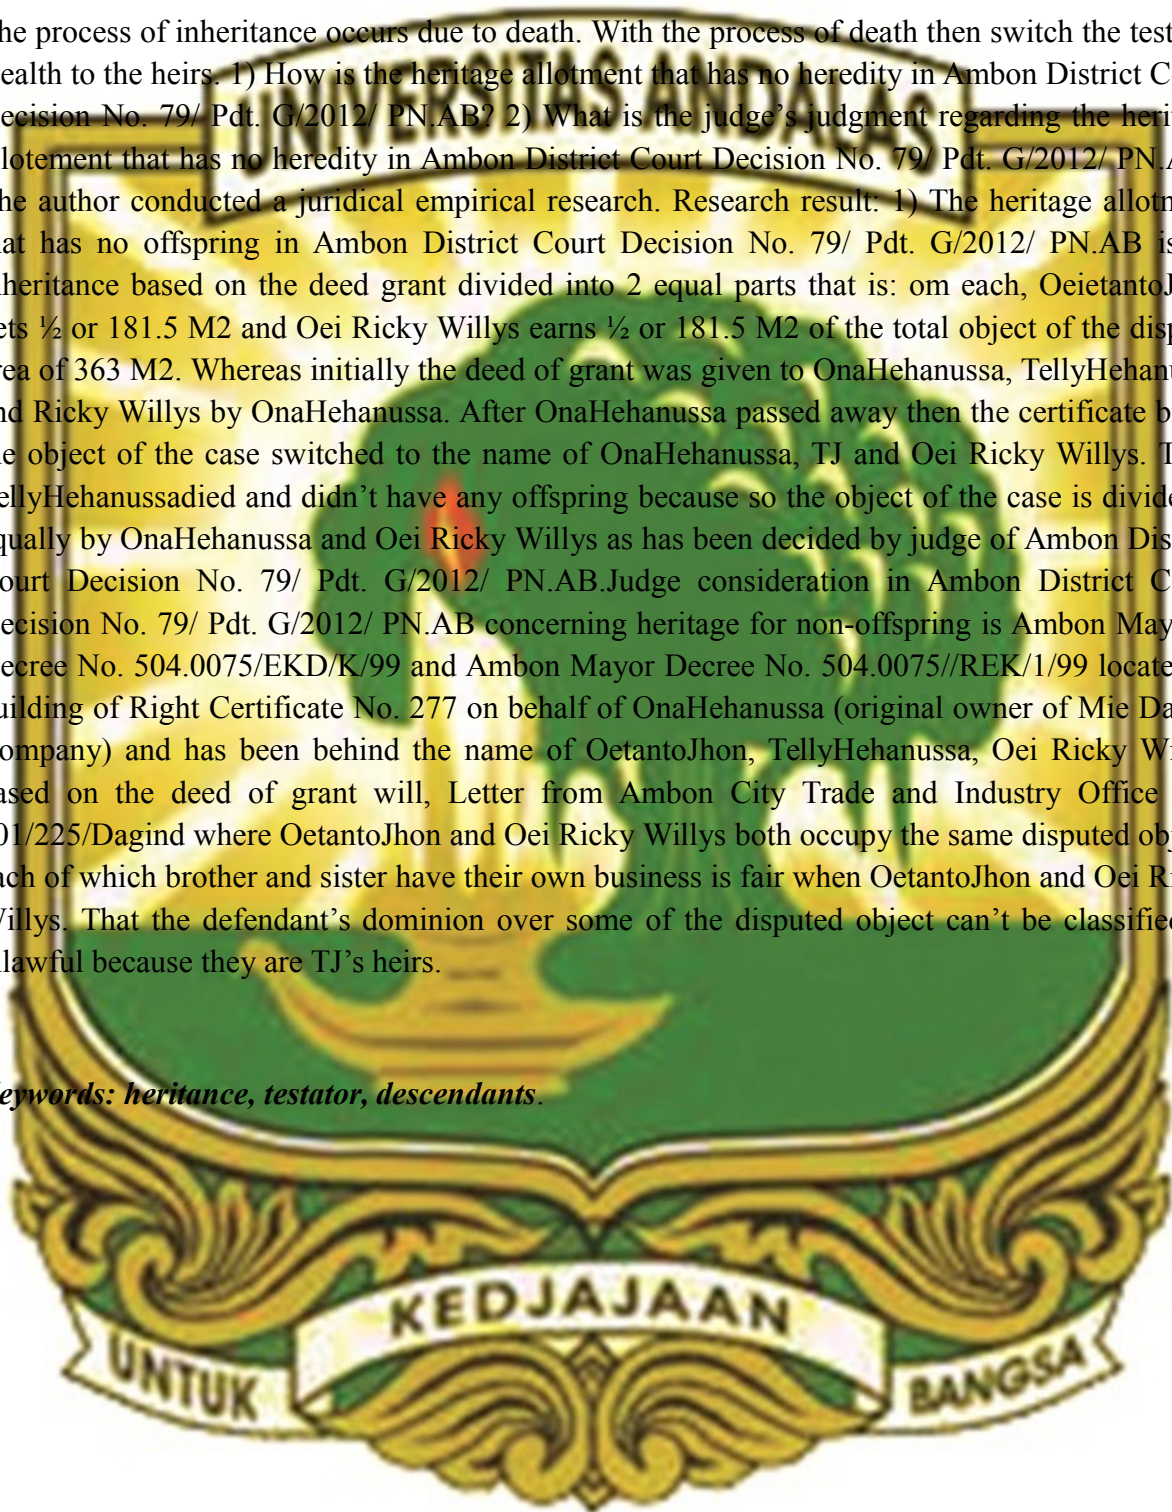 he process of inheritance occurs due to death. With the process of death then switch the test
ealth to the heirs. 1) How is the heritage allotment that has no heredity in Ambon District C
UNIVERSITAS ANDALAS
ecision No. 79/ Pdt. G/2012/ PN.AB? 2) What is the judge’s judgment regarding the herit
lotement that has no heredity in Ambon District Court Decision No. 79/ Pdt. G/2012/ PN.A
he author conducted a juridical empirical research. Research result: 1) The heritage allotm
hat has no offspring in Ambon District Court Decision No. 79/ Pdt. G/2012/ PN.AB is
nheritance based on the deed grant divided into 2 equal parts that is: om each, OeietantoJ
ets ½ or 181.5 M2 and Oei Ricky Willys earns ½ or 181.5 M2 of the total object of the disp
rea of 363 M2. Whereas initially the deed of grant was given to OnaHehanussa, TellyHehanu
nd Ricky Willys by OnaHehanussa. After OnaHehanussa passed away then the certificate b
he object of the case switched to the name of OnaHehanussa, TJ and Oei Ricky Willys. T
ellyHehanussadied and didn’t have any offspring because so the object of the case is divide
qually by OnaHehanussa and Oei Ricky Willys as has been decided by judge of Ambon Dis
ourt Decision No. 79/ Pdt. G/2012/ PN.AB.Judge consideration in Ambon District C
ecision No. 79/ Pdt. G/2012/ PN.AB concerning heritage for non-offspring is Ambon May
ecree No. 504.0075/EKD/K/99 and Ambon Mayor Decree No. 504.0075//REK/1/99 locate
uilding of Right Certificate No. 277 on behalf of OnaHehanussa (original owner of Mie Da
ompany) and has been behind the name of OetantoJhon, TellyHehanussa, Oei Ricky Wi
ased on the deed of grant will, Letter from Ambon City Trade and Industry Office
01/225/Dagind where OetantoJhon and Oei Ricky Willys both occupy the same disputed obj
ach of which brother and sister have their own business is fair when OetantoJhon and Oei Ri
Willys. That the defendant’s dominion over some of the disputed object can’t be classified
nlawful because they are TJ’s heirs.
eywords: heritance, testator, descendants.
UNTUK KEDJAJAAN BANGSA